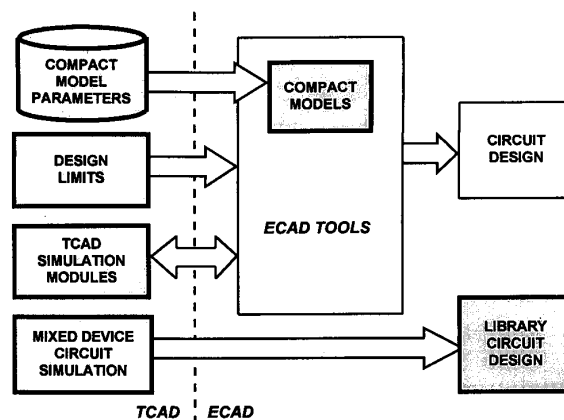 COMPACT
MODEL
PARAMETERS
COMPACT
MODELS
DESIGN
LIMITS
CIRCUIT
DESIGN
ECAD TOOLS
TCAD
SIMULATION
MODULES
MIXED DEVICE
CIRCUIT
SIMULATION
LIBRARY
CIRCUIT
DESIGN
TCAD
ECAD